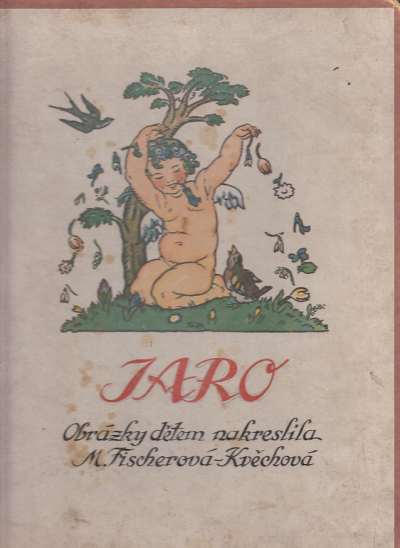 JARO
Obrázky dětem nakreslila
M. Fischerová-Kvěchová